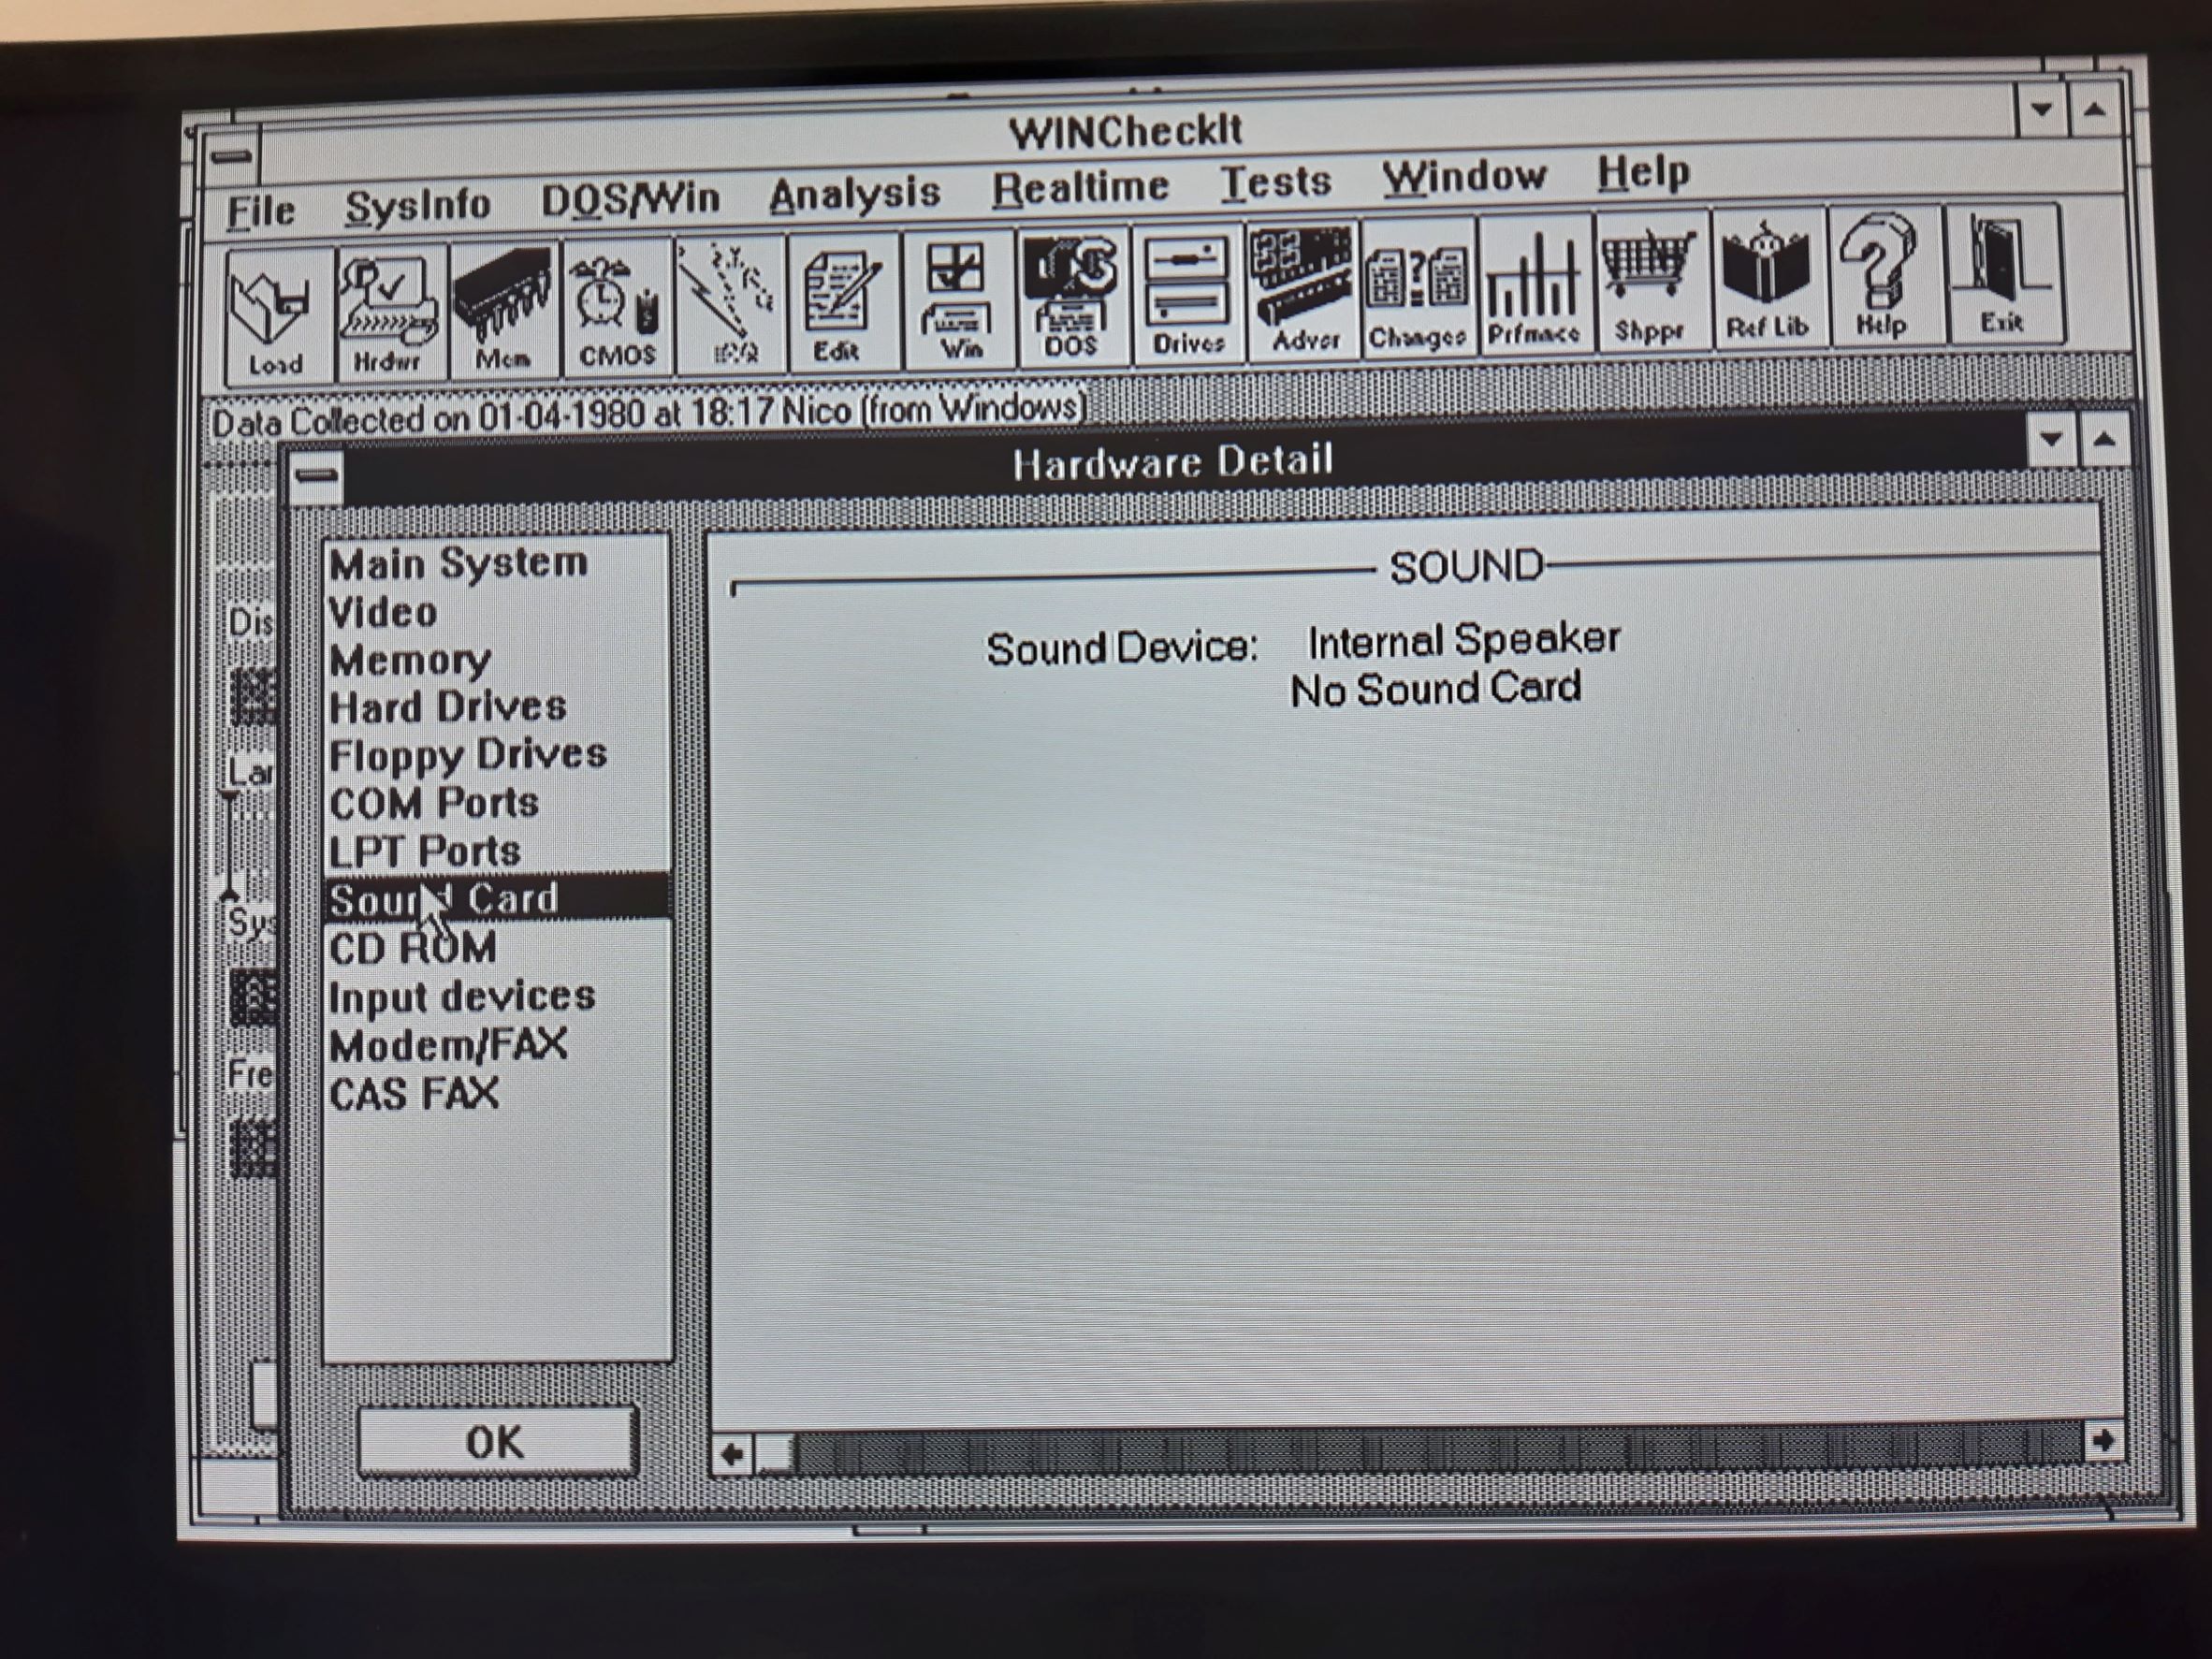 WINCheckIt
File SysInfo DOS/Win Analysis Realtime Tests Window Help
Load Hrdwr Mem CMOS IRQ Edit Win DOS Drives Advsr Changes Prfmnce Shppr Ref Lib Help Exit
Data Collected on 01-04-1980 at 18:17 Nico (from Windows)
Hardware Detail
Main System
Video
Memory
Hard Drives
Floppy Drives
COM Ports
LPT Ports
Sound Card
CD ROM
Input devices
Modem/FAX
CAS FAX
OK
SOUND
Sound Device: Internal Speaker
No Sound Card
Dis
Lar
Sys
Fre